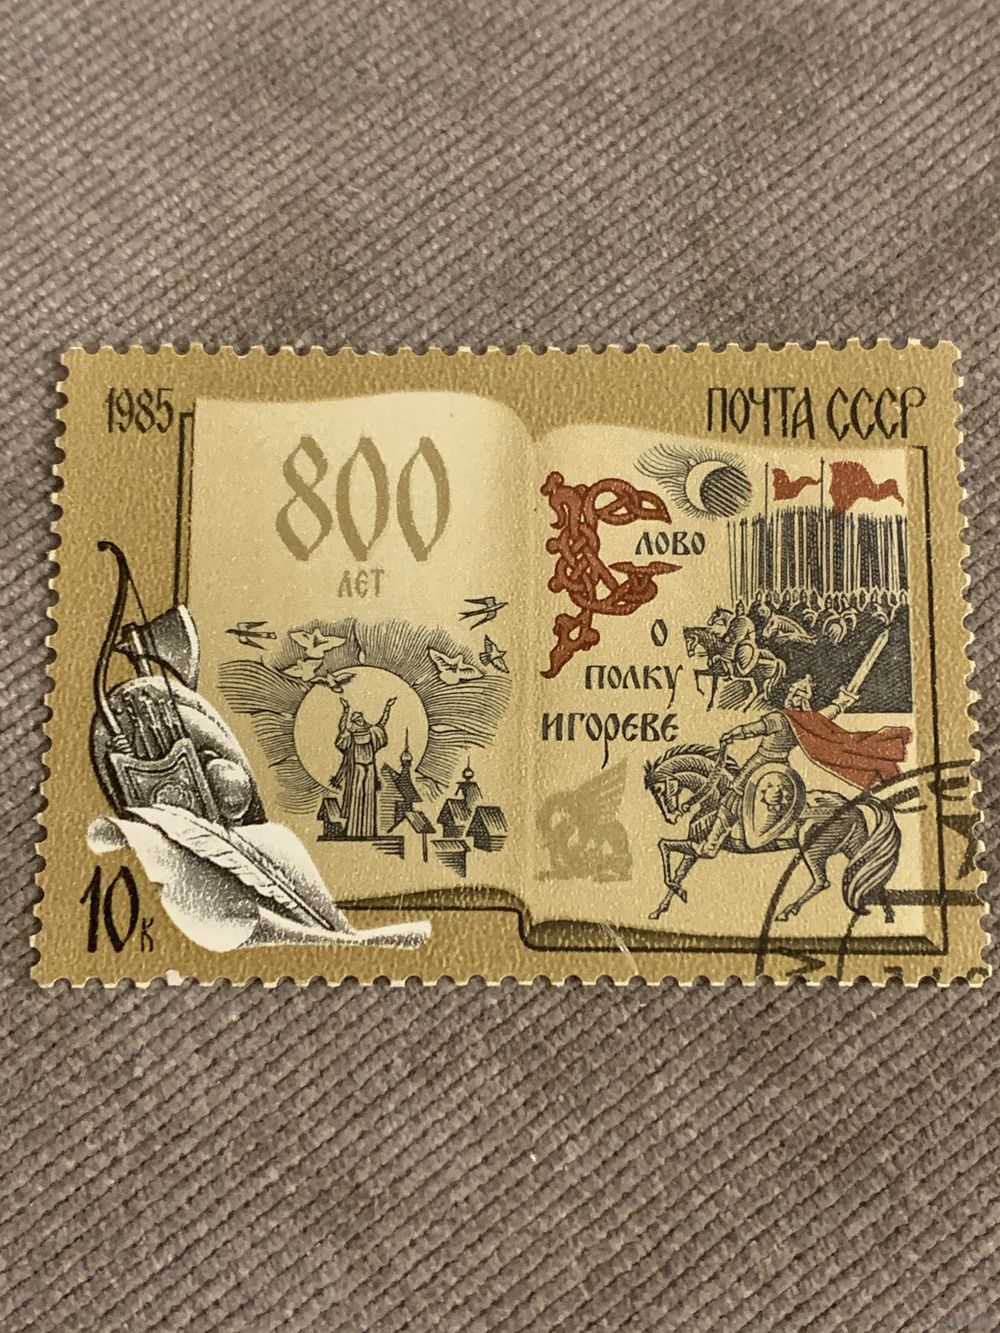 1985
ПОЧТА СССР
800
ЛЕТ
Слово
о
полку
игореве
10к